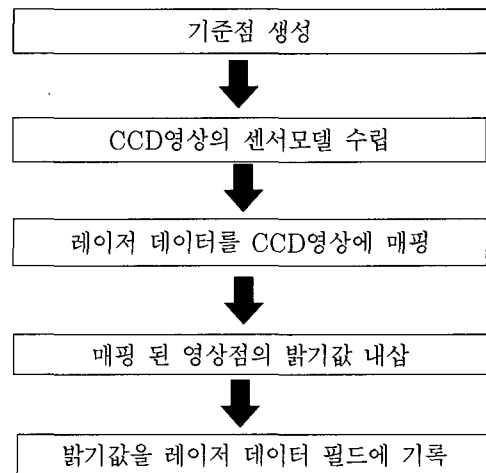 기준점 생성
CCD영상의 센서모델 수립
레이저 데이터를 CCD영상에 매핑
매핑 된 영상점의 밝기값 내삽
밝기값을 레이저 데이터 필드에 기록